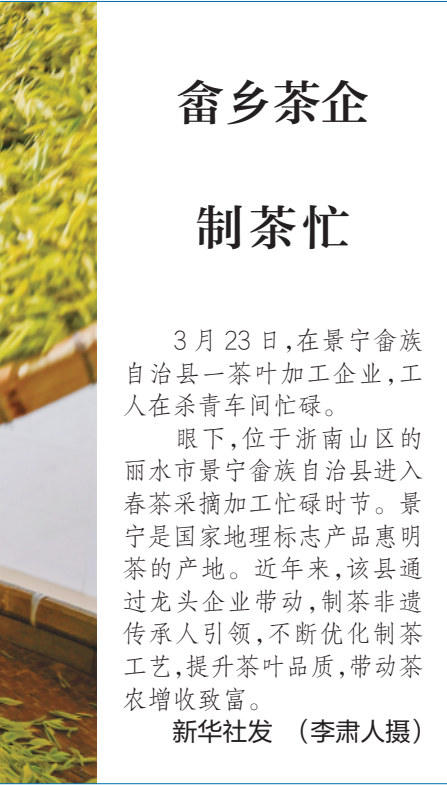 畲乡茶企
制茶忙
3月23日,在景宁畲族
自治县一茶叶加工企业,工
人在杀青车间忙碌。
眼下,位于浙南山区的
丽水市景宁畲族自治县进入
春茶采摘加工忙碌时节。景
宁是国家地理标志产品惠明
茶的产地。近年来,该县通
过龙头企业带动,制茶非遗
传承人引领,不断优化制茶
工艺,提升茶叶品质,带动茶
农增收致富。
新华社发 (李肃人摄)